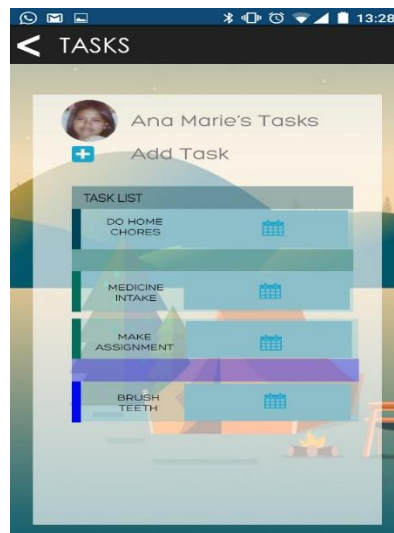 13:28
< TASKS
Ana Marie's Tasks
+ Add Task
TASK LIST
DO HOME
CHORES
MEDICINE
INTAKE
MAKE
ASSIGNMENT
BRUSH
TEETH